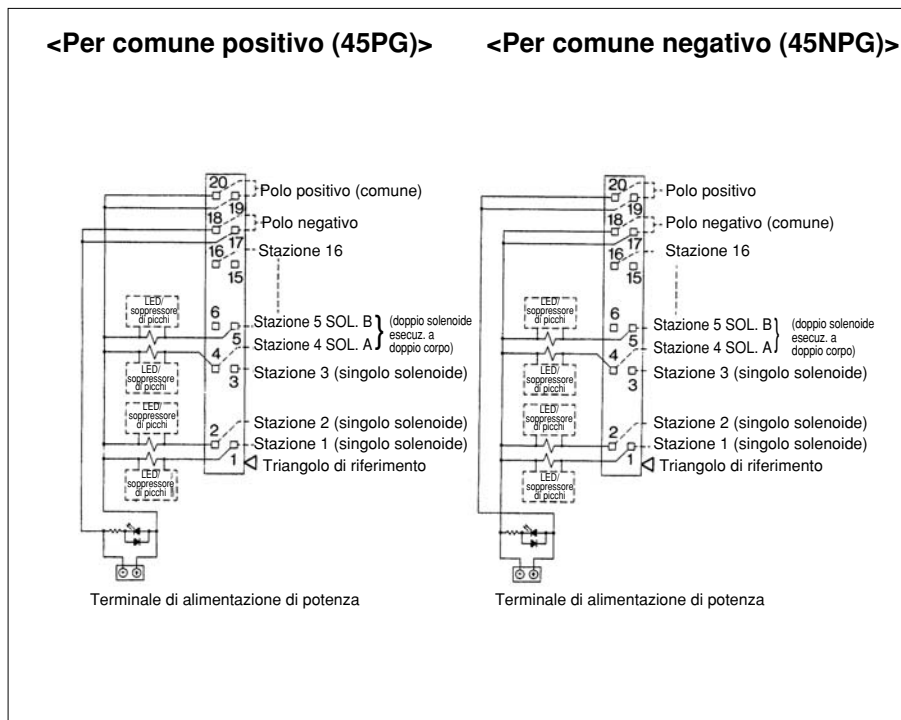 <Per comune positivo (45PG)>
20
Polo positivo (comune)
19
18
Polo negativo
17
16
Stazione 16
15
LED/
soppressore
di picchi
6
Stazione 5 SOL. B
5
(doppio solenoide
esecuz. a
doppio corpo)
4
Stazione 4 SOL. A
LED/
soppressore
di picchi
3
Stazione 3 (singolo solenoide)
LED/
soppressore
di picchi
2
Stazione 2 (singolo solenoide)
Stazione 1 (singolo solenoide)
1
Triangolo di riferimento
LED/
soppressore
di picchi
Terminale di alimentazione di potenza
<Per comune negativo (45NPG)>
20
Polo positivo
19
18
Polo negativo (comune)
17
16
Stazione 16
15
LED/
soppressore
di picchi
6
Stazione 5 SOL. B
5
(doppio solenoide
esecuz. a
doppio corpo)
4
Stazione 4 SOL. A
LED/
soppressore
di picchi
3
Stazione 3 (singolo solenoide)
LED/
soppressore
di picchi
2
Stazione 2 (singolo solenoide)
Stazione 1 (singolo solenoide)
1
Triangolo di riferimento
LED/
soppressore
di picchi
Terminale di alimentazione di potenza